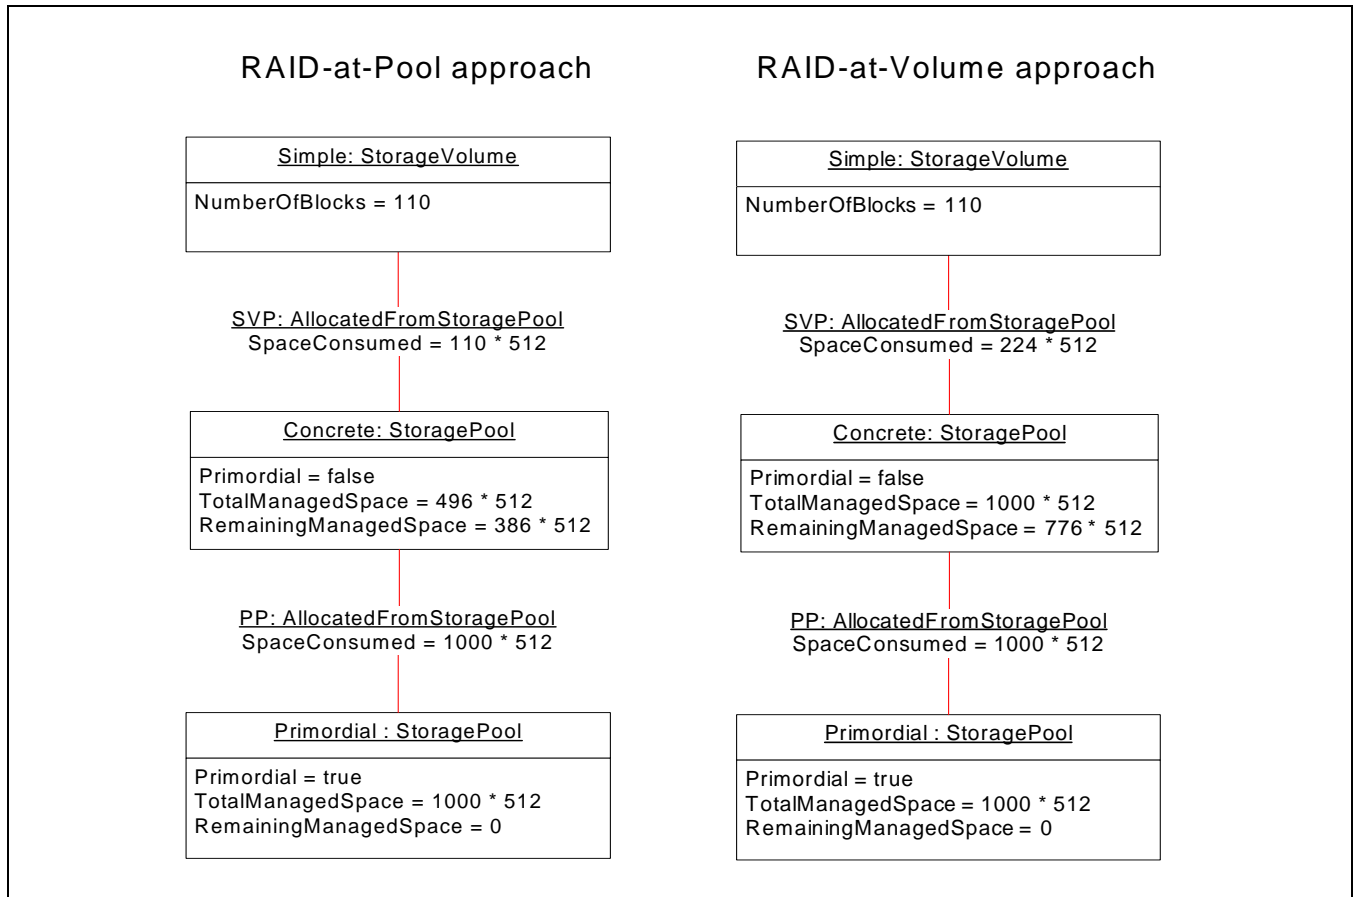 RAID-at-Pool approach
Simple: StorageVolume
NumberOfBlocks = 110
SVP: AllocatedFromStoragePool
SpaceConsumed = 110 * 512
Concrete: StoragePool
Primordial = false
TotalManagedSpace = 496 * 512
RemainingManagedSpace = 386 * 512
PP: AllocatedFromStoragePool
SpaceConsumed = 1000 * 512
Primordial : StoragePool
Primordial = true
TotalManagedSpace = 1000 * 512
RemainingManagedSpace = 0
RAID-at-Volume approach
Simple: StorageVolume
NumberOfBlocks = 110
SVP: AllocatedFromStoragePool
SpaceConsumed = 224 * 512
Concrete: StoragePool
Primordial = false
TotalManagedSpace = 1000 * 512
RemainingManagedSpace = 776 * 512
PP: AllocatedFromStoragePool
SpaceConsumed = 1000 * 512
Primordial : StoragePool
Primordial = true
TotalManagedSpace = 1000 * 512
RemainingManagedSpace = 0